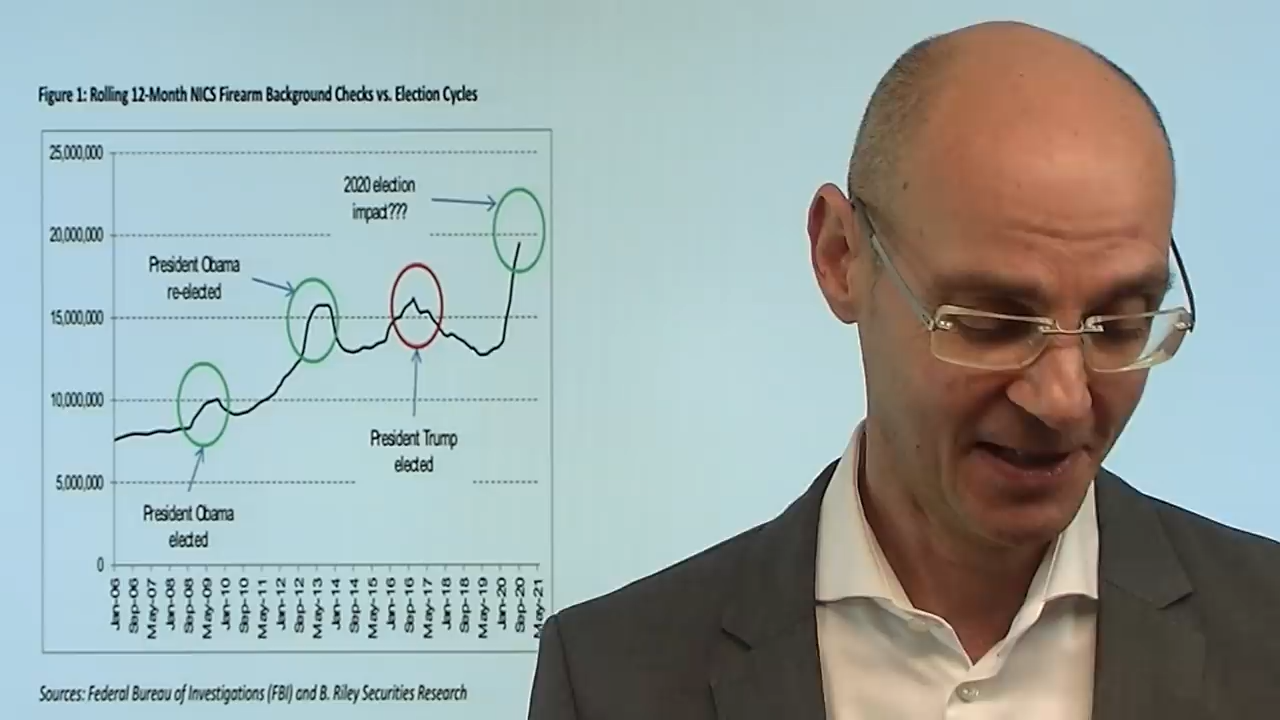 Figure 1: Rolling 12-Month NICS Firearm Background Checks vs. Election Cycles
25,000,000
20,000,000
15,000,000
10,000,000
5,000,000
0
2020 election
impact???
President Obama
re-elected
President Trump
elected
President Obama
elected
Jan-06
Sep-06
May-07
Jan-08
Sep-08
May-09
Jan-10
Sep-10
May-11
Jan-12
Sep-12
May-13
Jan-14
Sep-14
May-15
Jan-16
Sep-16
May-17
Jan-18
Sep-18
May-19
Jan-20
Sep-20
May-21
Sources: Federal Bureau of Investigations (FBI) and B. Riley Securities Research